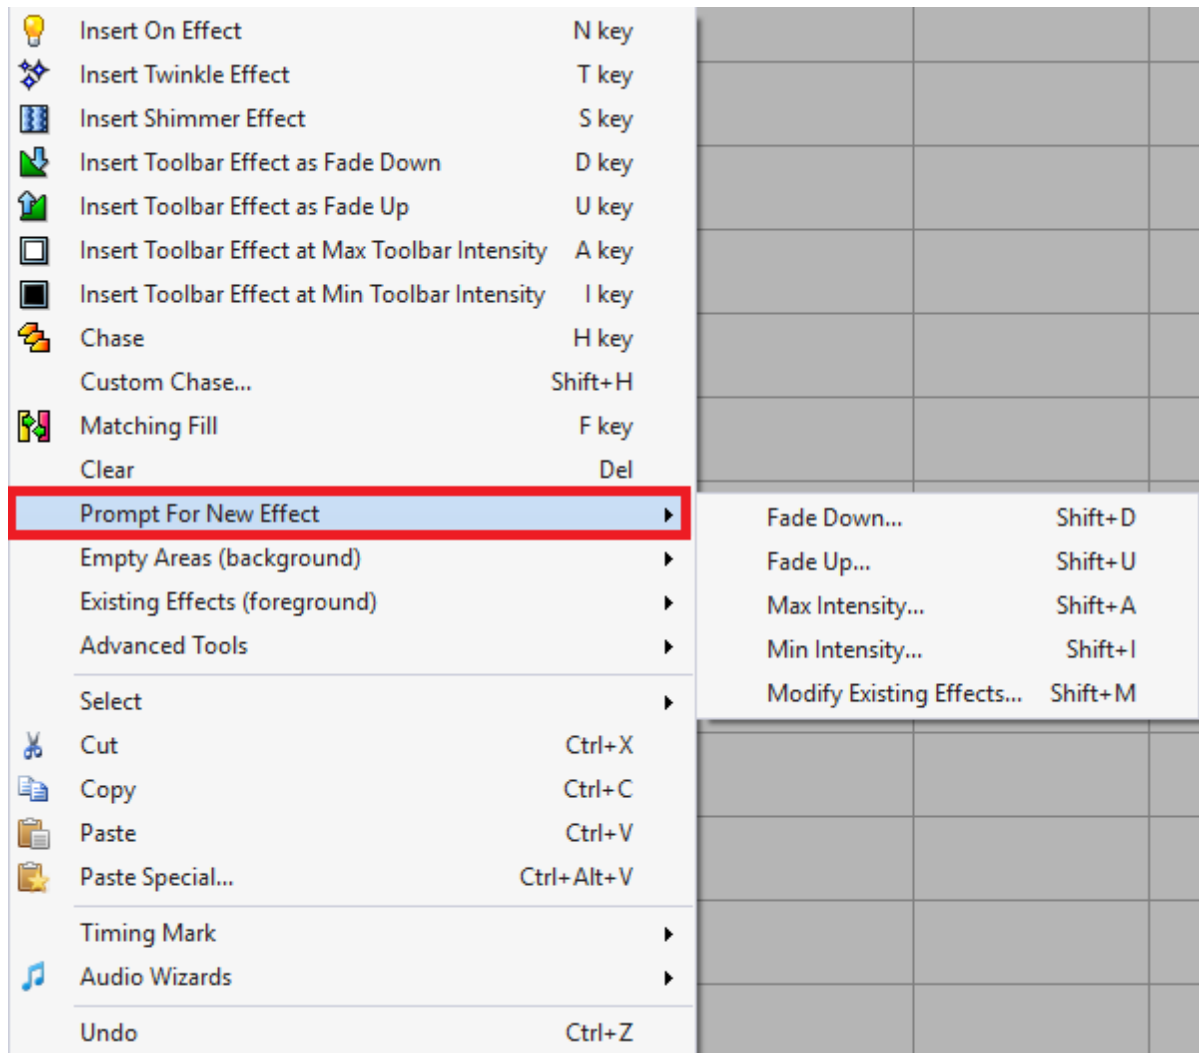 Insert On Effect N key
Insert Twinkle Effect T key
Insert Shimmer Effect S key
Insert Toolbar Effect as Fade Down D key
Insert Toolbar Effect as Fade Up U key
Insert Toolbar Effect at Max Toolbar Intensity A key
Insert Toolbar Effect at Min Toolbar Intensity I key
Chase H key
Custom Chase... Shift+H
Matching Fill F key
Clear Del
Prompt For New Effect
Empty Areas (background)
Existing Effects (foreground)
Advanced Tools
Select
Cut Ctrl+X
Copy Ctrl+C
Paste Ctrl+V
Paste Special... Ctrl+Alt+V
Timing Mark
Audio Wizards
Undo Ctrl+Z
Fade Down... Shift+D
Fade Up... Shift+U
Max Intensity... Shift+A
Min Intensity... Shift+I
Modify Existing Effects... Shift+M